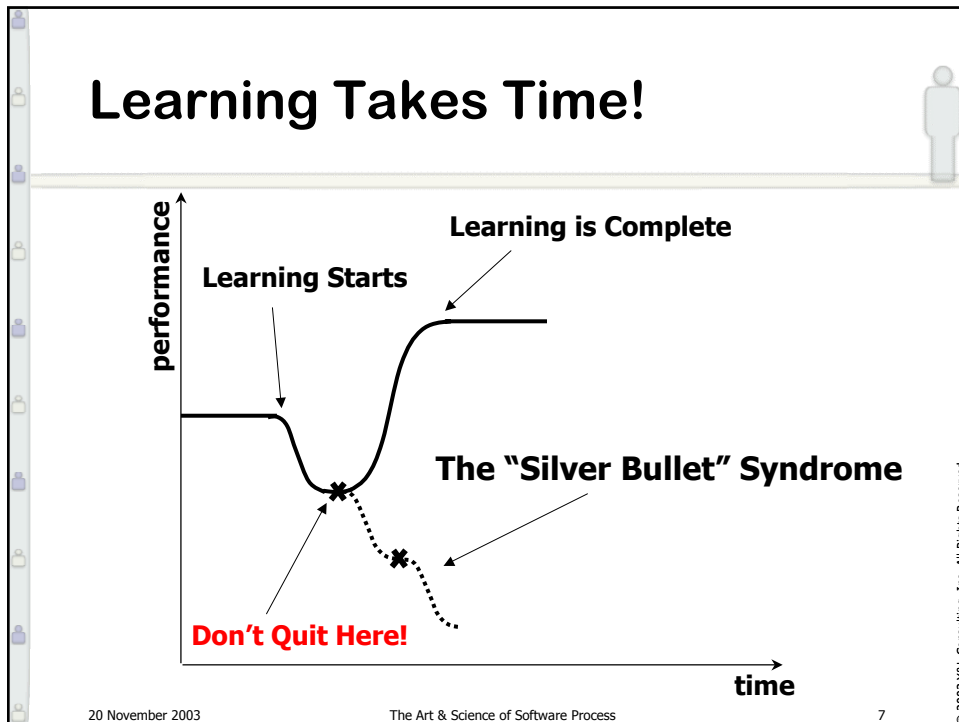 Learning Takes Time!
performance
Learning is Complete
Learning Starts
The “Silver Bullet” Syndrome
Don’t Quit Here!
time
20 November 2003
The Art & Science of Software Process
7